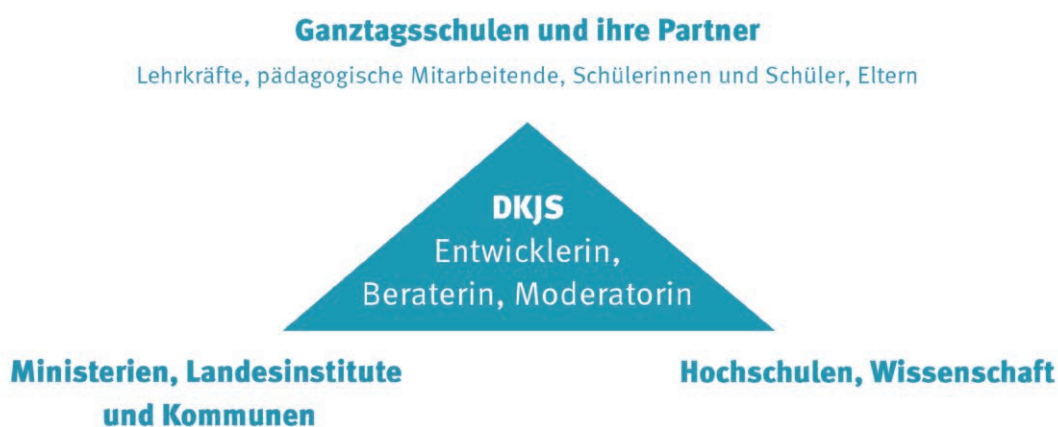 Ganztagsschulen und ihre Partner
Lehrkräfte, pädagogische Mitarbeitende, Schülerinnen und Schüler, Eltern
DKJS
Entwicklerin,
Beraterin, Moderatorin
Ministerien, Landesinstitute
und Kommunen
Hochschulen, Wissenschaft